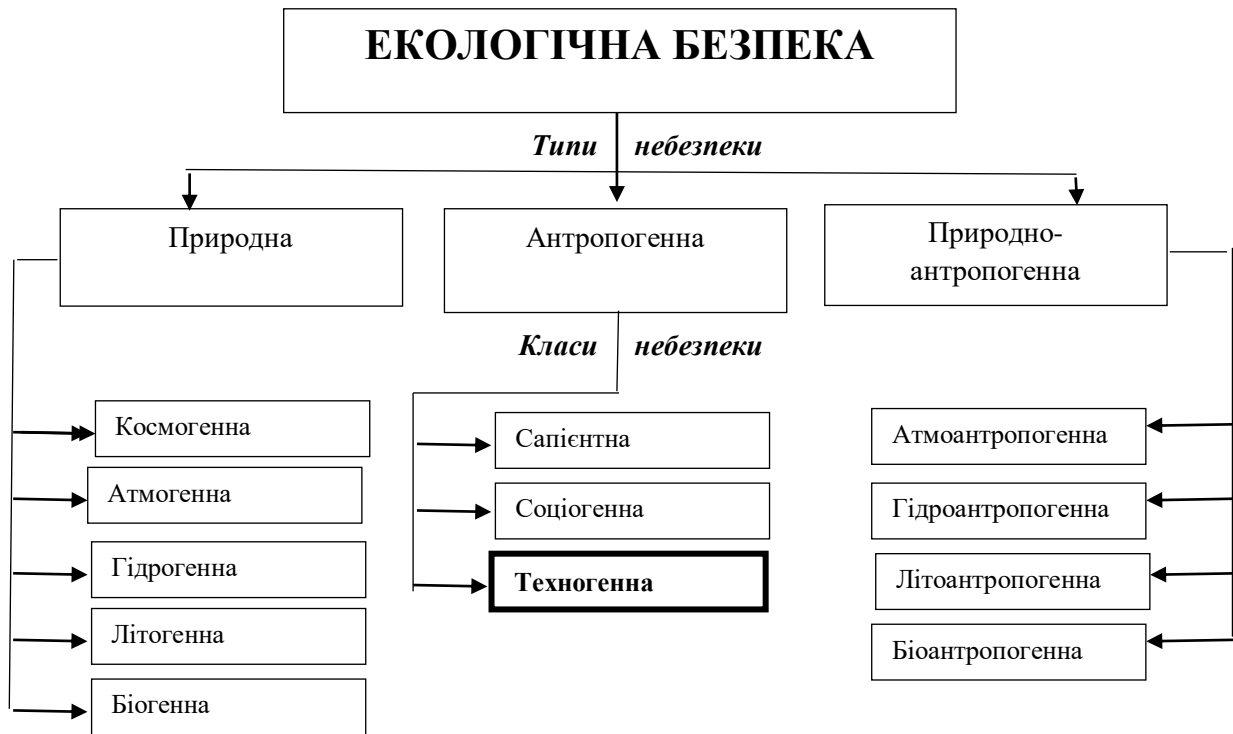 ЕКОЛОГІЧНА БЕЗПЕКА
Типи небезпеки
Природна
Антропогенна
Природно-
антропогенна
Класи небезпеки
Космогенна
Атмогенна
Гідрогенна
Літогенна
Біогенна
Сапієнтна
Соціогенна
Техногенна
Атмоантропогенна
Гідроантропогенна
Літоантропогенна
Біоантропогенна